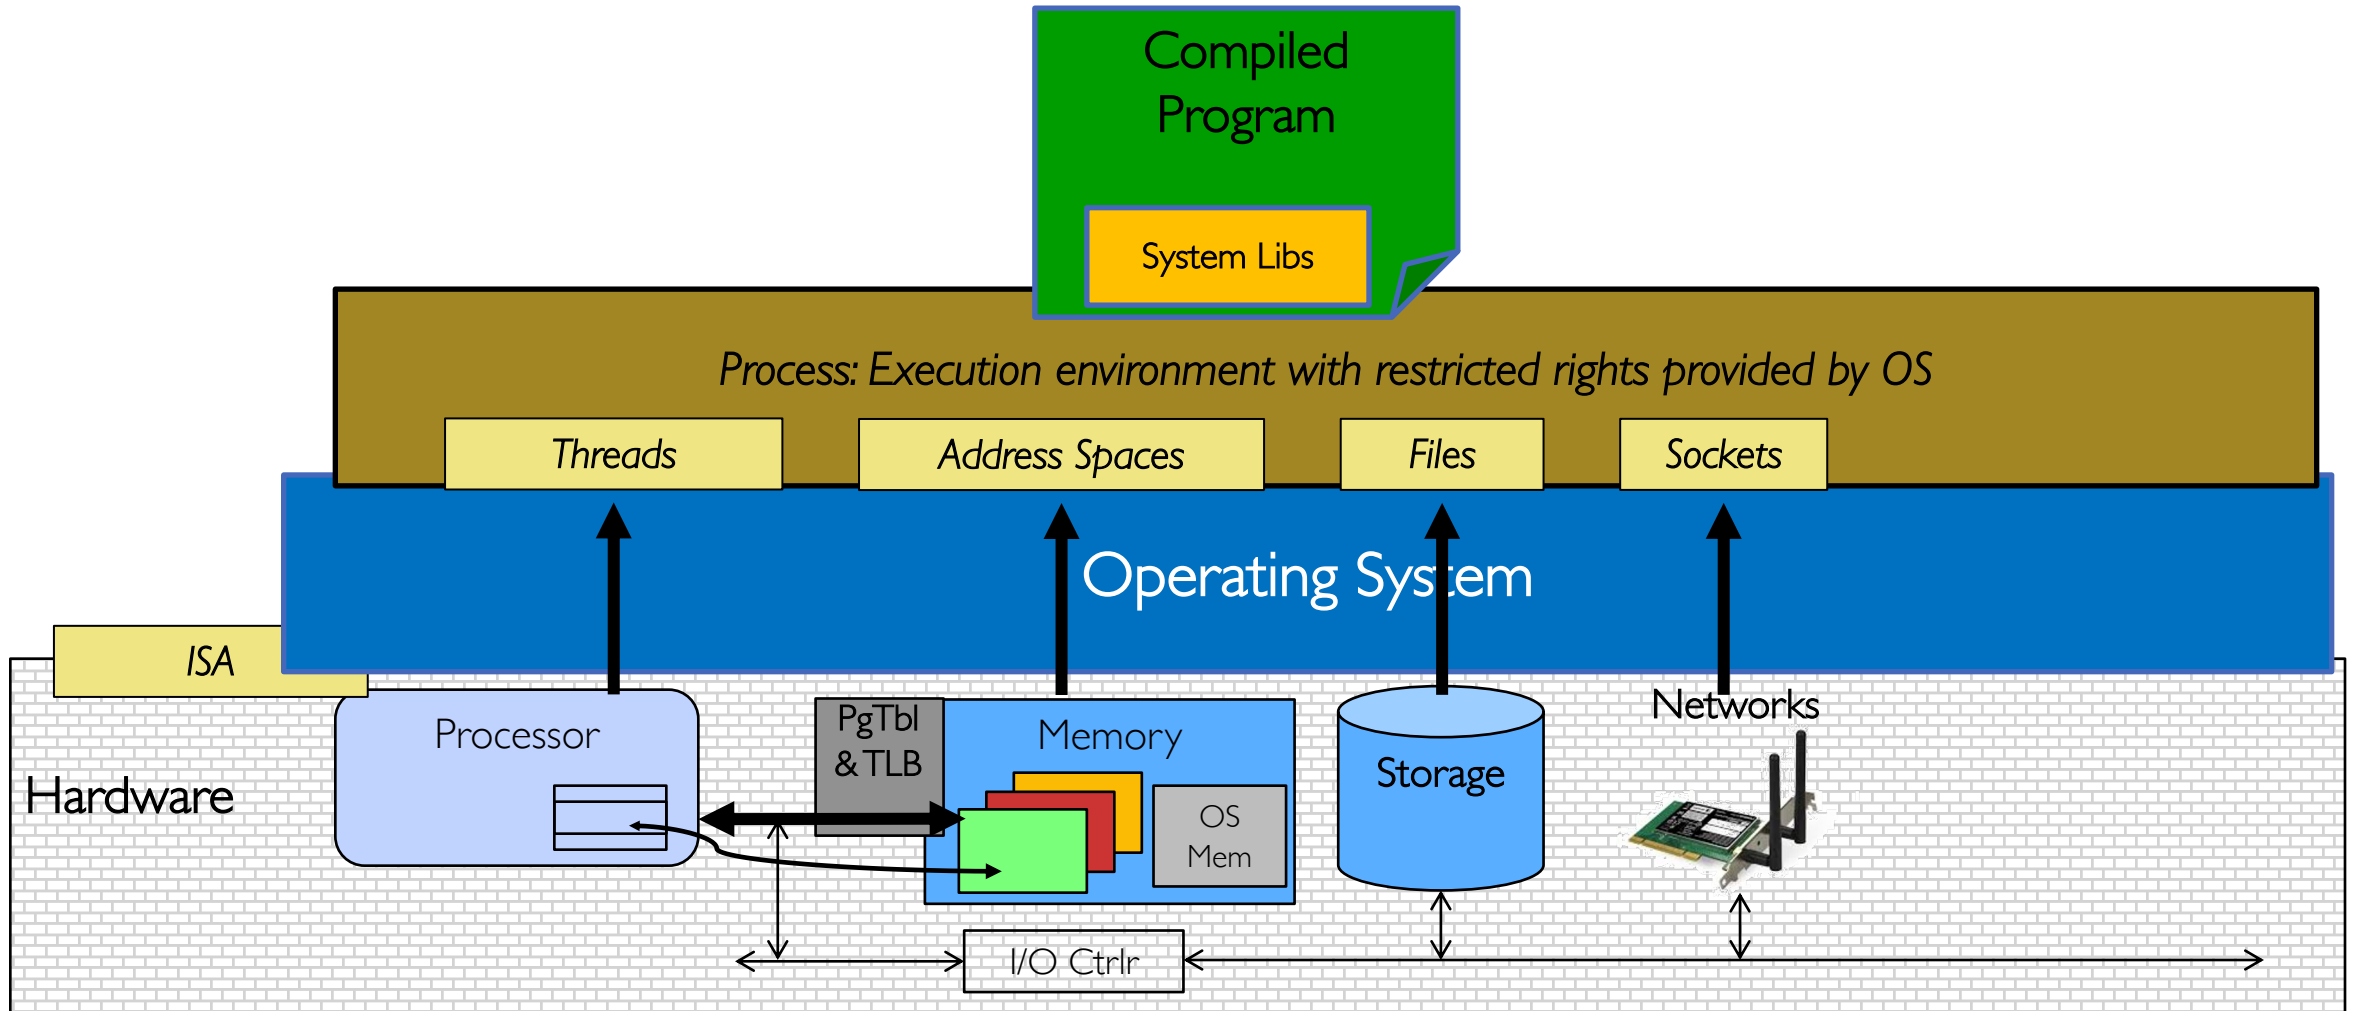 Compiled
Program
System Libs
Process: Execution environment with restricted rights provided by OS
Threads
Address Spaces
Files
Sockets
Operating System
ISA
Hardware
Processor
PgTbl
& TLB
Memory
OS
Mem
Storage
Networks
I/O Ctrlr